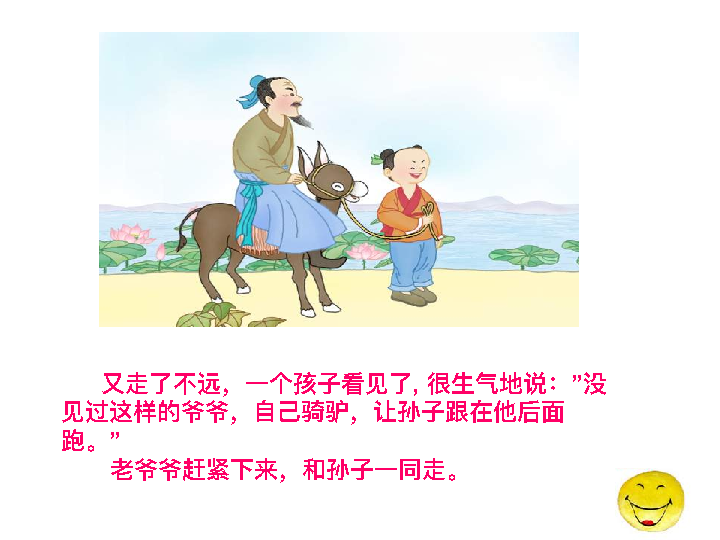 又走了不远，一个孩子看见了, 很生气地说：”没
见过这样的爷爷，自己骑驴，让孙子跟在他后面
跑。”
老爷爷赶紧下来，和孙子一同走。